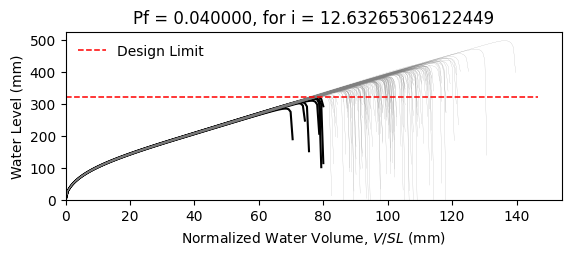 Pf = 0.040000, for i = 12.63265306122449
Design Limit
Water Level (mm)
500
400
300
200
100
0
0 20 40 60 80 100 120 140
Normalized Water Volume, V/SL (mm)